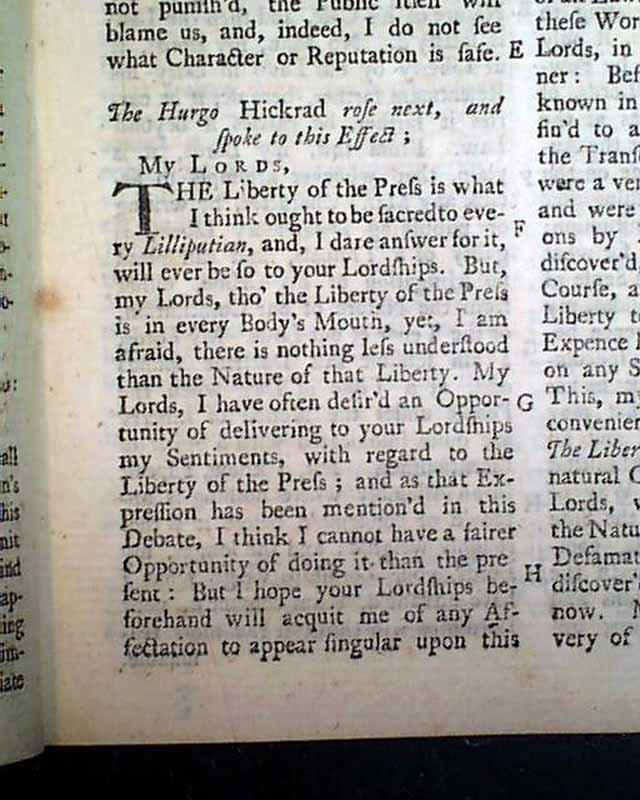 not puniſh'd, the Public itſelf will
blame us, and, indeed, I do not ſee
what Character or Reputation is ſafe. E
The Hurgo Hickrad roſe next, and
ſpoke to this Effect ;
My LORDS,
THE Liberty of the Preſs is what
I think ought to be ſacred to eve-
ry Lilliputian, and, I dare anſwer for it, F
will ever be ſo to your Lordſhips. But,
my Lords, tho' the Liberty of the Preſs
is in every Body's Mouth, yet, I am
afraid, there is nothing leſs underſtood
than the Nature of that Liberty. My
Lords, I have often deſir'd an Oppor- G
tunity of delivering to your Lordſhips
my Sentiments, with regard to the
Liberty of the Preſs ; and as that Ex-
preſſion has been mention'd in this
Debate, I think I cannot have a fairer
Opportunity of doing it than the pre
ſent : But I hope your Lordſhips be- H
forehand will acquit me of any Af-
fectation to appear ſingular upon this
theſe Wor
Lords, in
ner : Beſ
known in
ſin'd to a
the Tranſ
were a ver
and were
ons by
diſcover'd
Courſe, a
Liberty t
Expence
on any S
This, my
convenien
The Liber
natural
Lords, w
the Natu
Defamat
diſcover'
now.
very of